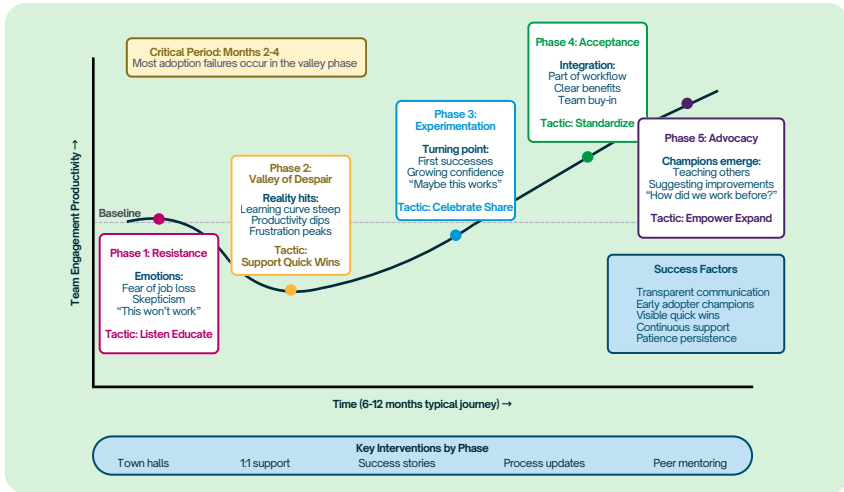 Critical Period: Months 2-4
Most adoption failures occur in the valley phase
Team Engagement Productivity →
Baseline
Phase 1: Resistance
Emotions:
Fear of job loss
Skepticism
“This won’t work”
Tactic: Listen Educate
Phase 2:
Valley of Despair
Reality hits:
Learning curve steep
Productivity dips
Frustration peaks
Tactic:
Support Quick Wins
Phase 3:
Experimentation
Turning point:
First successes
Growing confidence
“Maybe this works”
Tactic: Celebrate Share
Phase 4: Acceptance
Integration:
Part of workflow
Clear benefits
Team buy-in
Tactic: Standardize
Phase 5: Advocacy
Champions emerge:
Teaching others
Suggesting improvements
“How did we work before?”
Tactic: Empower Expand
Success Factors
Transparent communication
Early adopter champions
Visible quick wins
Continuous support
Patience persistence
Time (6-12 months typical journey) →
Key Interventions by Phase
Town halls 1:1 support Success stories Process updates Peer mentoring